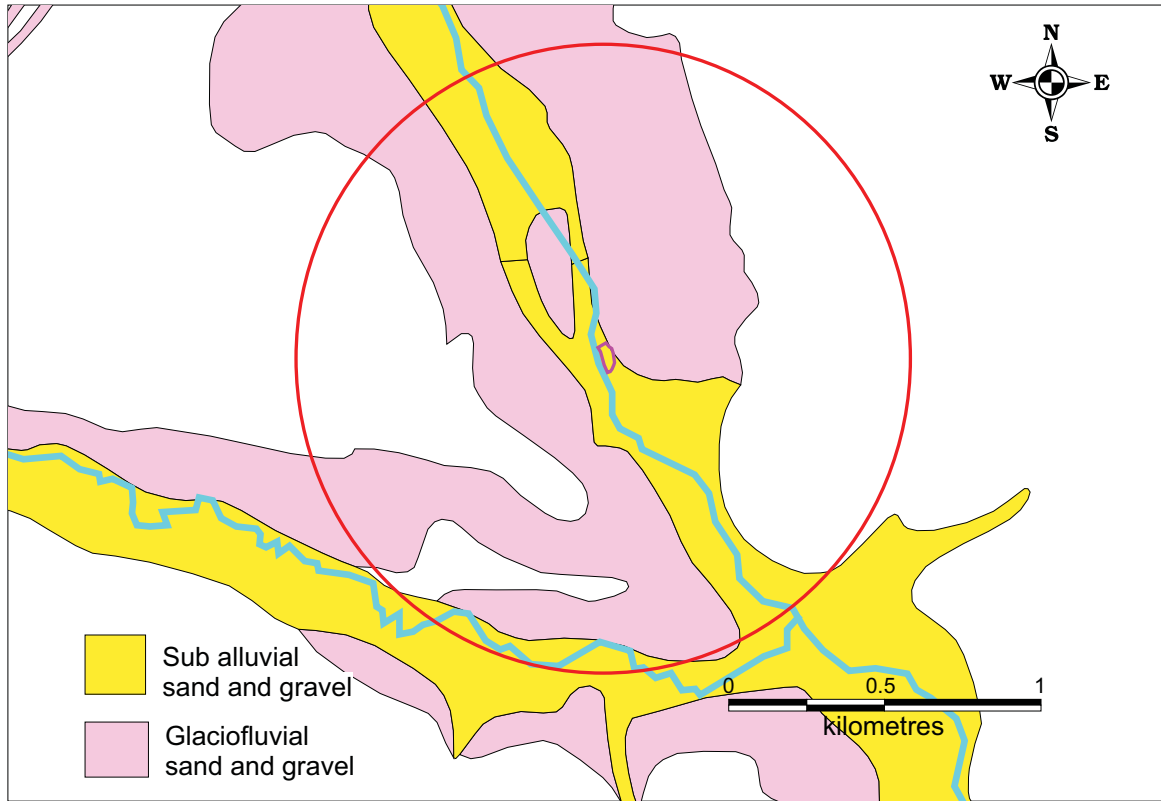 N
W E
S
Sub alluvial
sand and gravel
Glaciofluvial
sand and gravel
0 0.5 1
kilometres